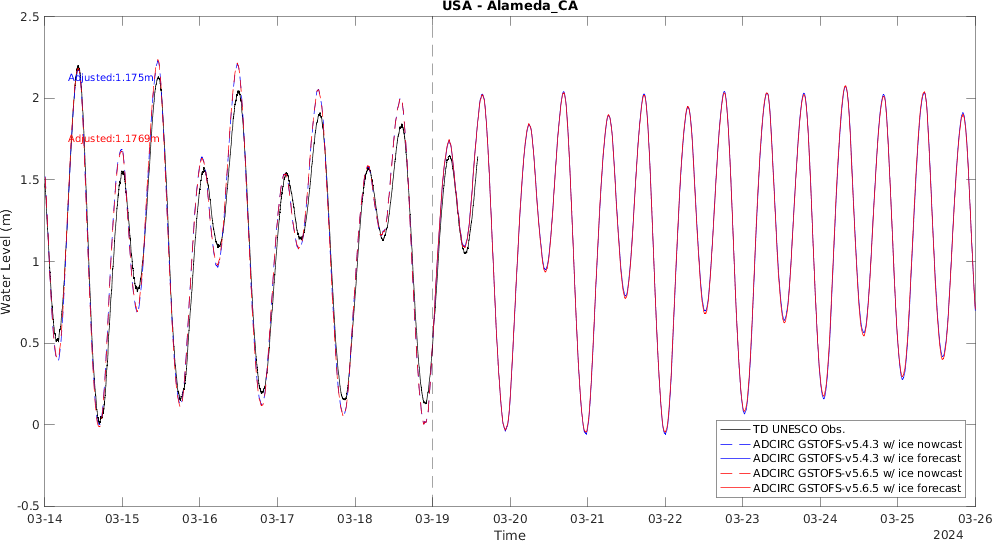 USA - Alameda_CA
2.5
2
1.5
1
0.5
0
-0.5
Water Level (m)
Adjusted:1.175m
Adjusted:1.1769m
TD UNESCO Obs.
ADCIRC GSTOFS-v5.4.3 w/ ice nowcast
ADCIRC GSTOFS-v5.4.3 w/ ice forecast
ADCIRC GSTOFS-v5.6.5 w/ ice nowcast
ADCIRC GSTOFS-v5.6.5 w/ ice forecast
03-14 03-15 03-16 03-17 03-18 03-19 03-20 03-21 03-22 03-23 03-24 03-25 03-26
Time
2024